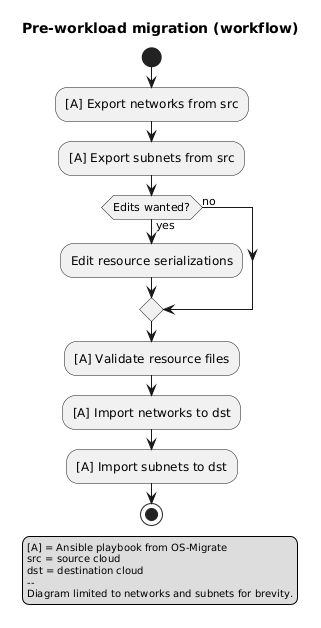 Pre-workload migration (workflow)
[A] Export networks from src
[A] Export subnets from src
Edits wanted?
no
yes
Edit resource serializations
[A] Validate resource files
[A] Import networks to dst
[A] Import subnets to dst
[A] = Ansible playbook from OS-Migrate
src = source cloud
dst = destination cloud
--
Diagram limited to networks and subnets for brevity.